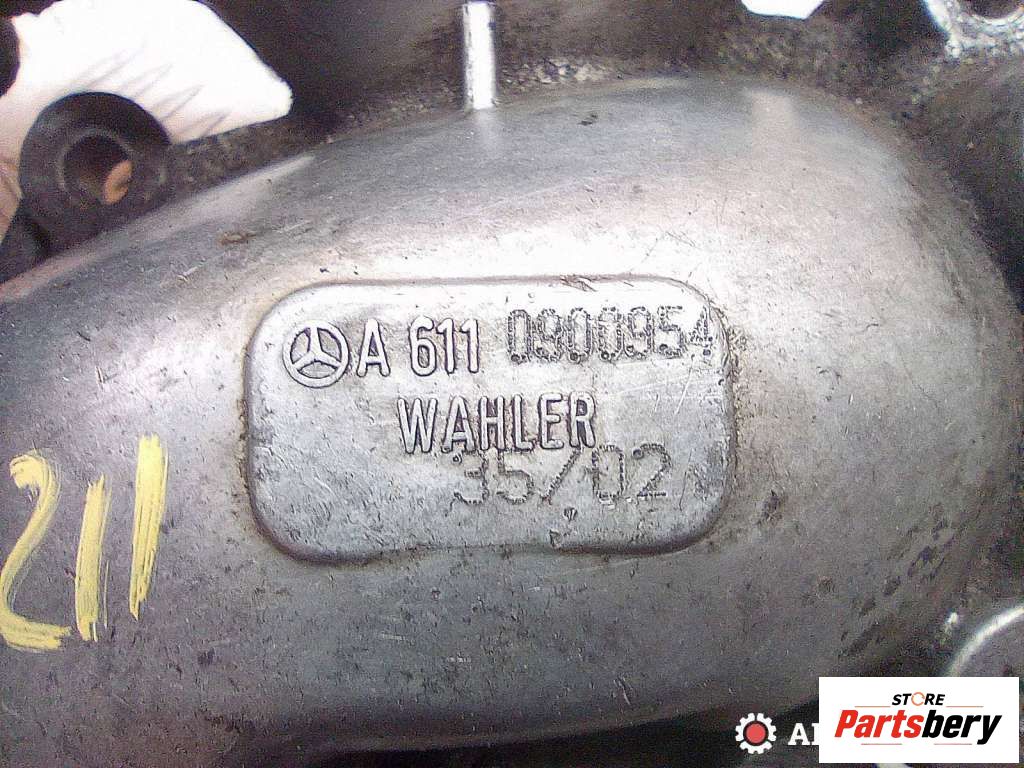 A 611 0900954
WAHLER
35/02
211
STORE
Partsbery